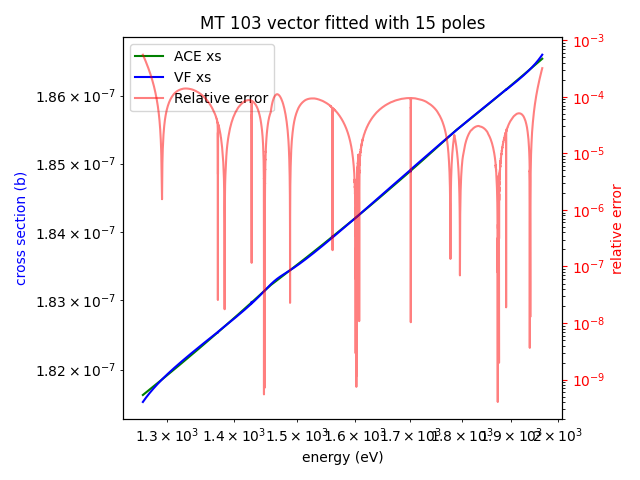 MT 103 vector fitted with 15 poles
ACE xs
VF xs
Relative error
cross section (b)
1.86 × 10⁻⁷
1.85 × 10⁻⁷
1.84 × 10⁻⁷
1.83 × 10⁻⁷
1.82 × 10⁻⁷
10⁻³
10⁻⁴
10⁻⁵
10⁻⁶
10⁻⁷
10⁻⁸
10⁻⁹
relative error
1.3 × 10³ 1.4 × 10³ 1.5 × 10³ 1.6 × 10³ 1.7 × 10³ 1.8 × 10³ 1.9 × 10³ 2 × 10³
energy (eV)